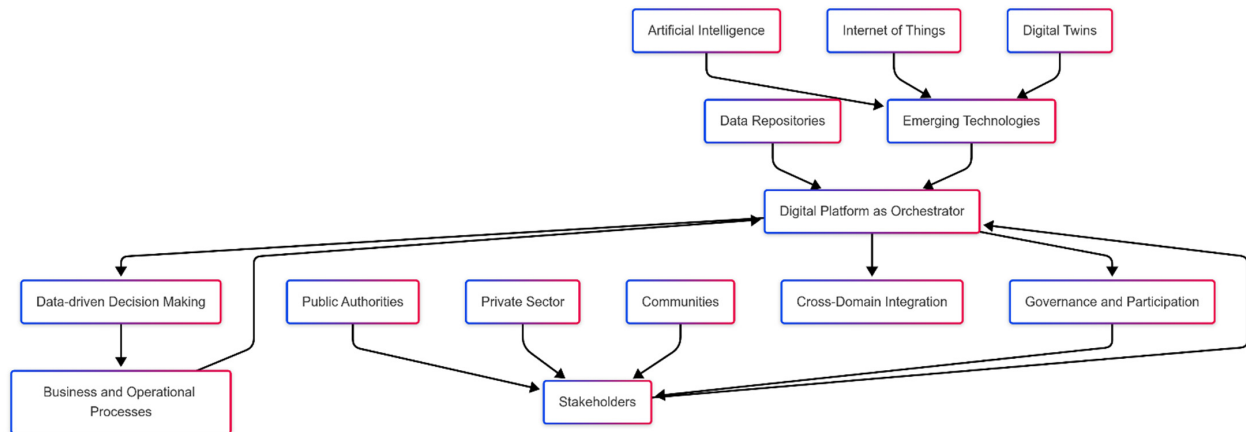 Artificial Intelligence
Internet of Things
Digital Twins
Data Repositories
Emerging Technologies
Digital Platform as Orchestrator
Data-driven Decision Making
Public Authorities
Private Sector
Communities
Cross-Domain Integration
Governance and Participation
Business and Operational
Processes
Stakeholders